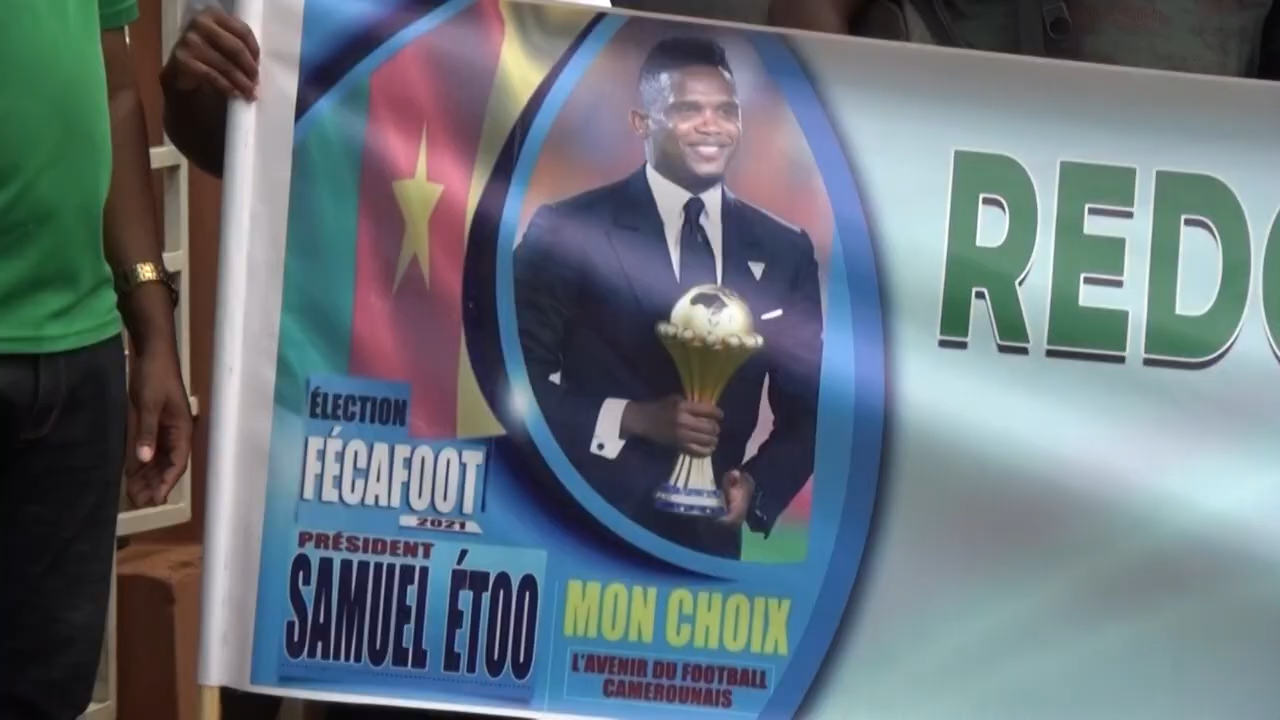 ÉLECTION
FÉCAFOOT
2021
PRÉSIDENT
SAMUEL ÉTOO
MON CHOIX
L'AVENIR DU FOOTBALL
CAMEROUNAIS